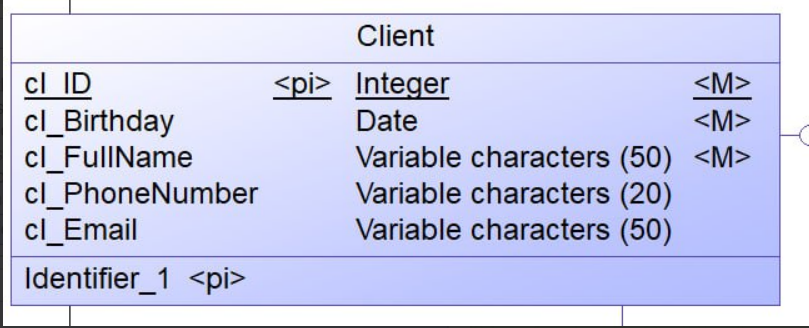 Client
cl_ID <pi> Integer <M>
cl_Birthday Date <M>
cl_FullName Variable characters (50) <M>
cl_PhoneNumber Variable characters (20)
cl_Email Variable characters (50)
Identifier_1 <pi>